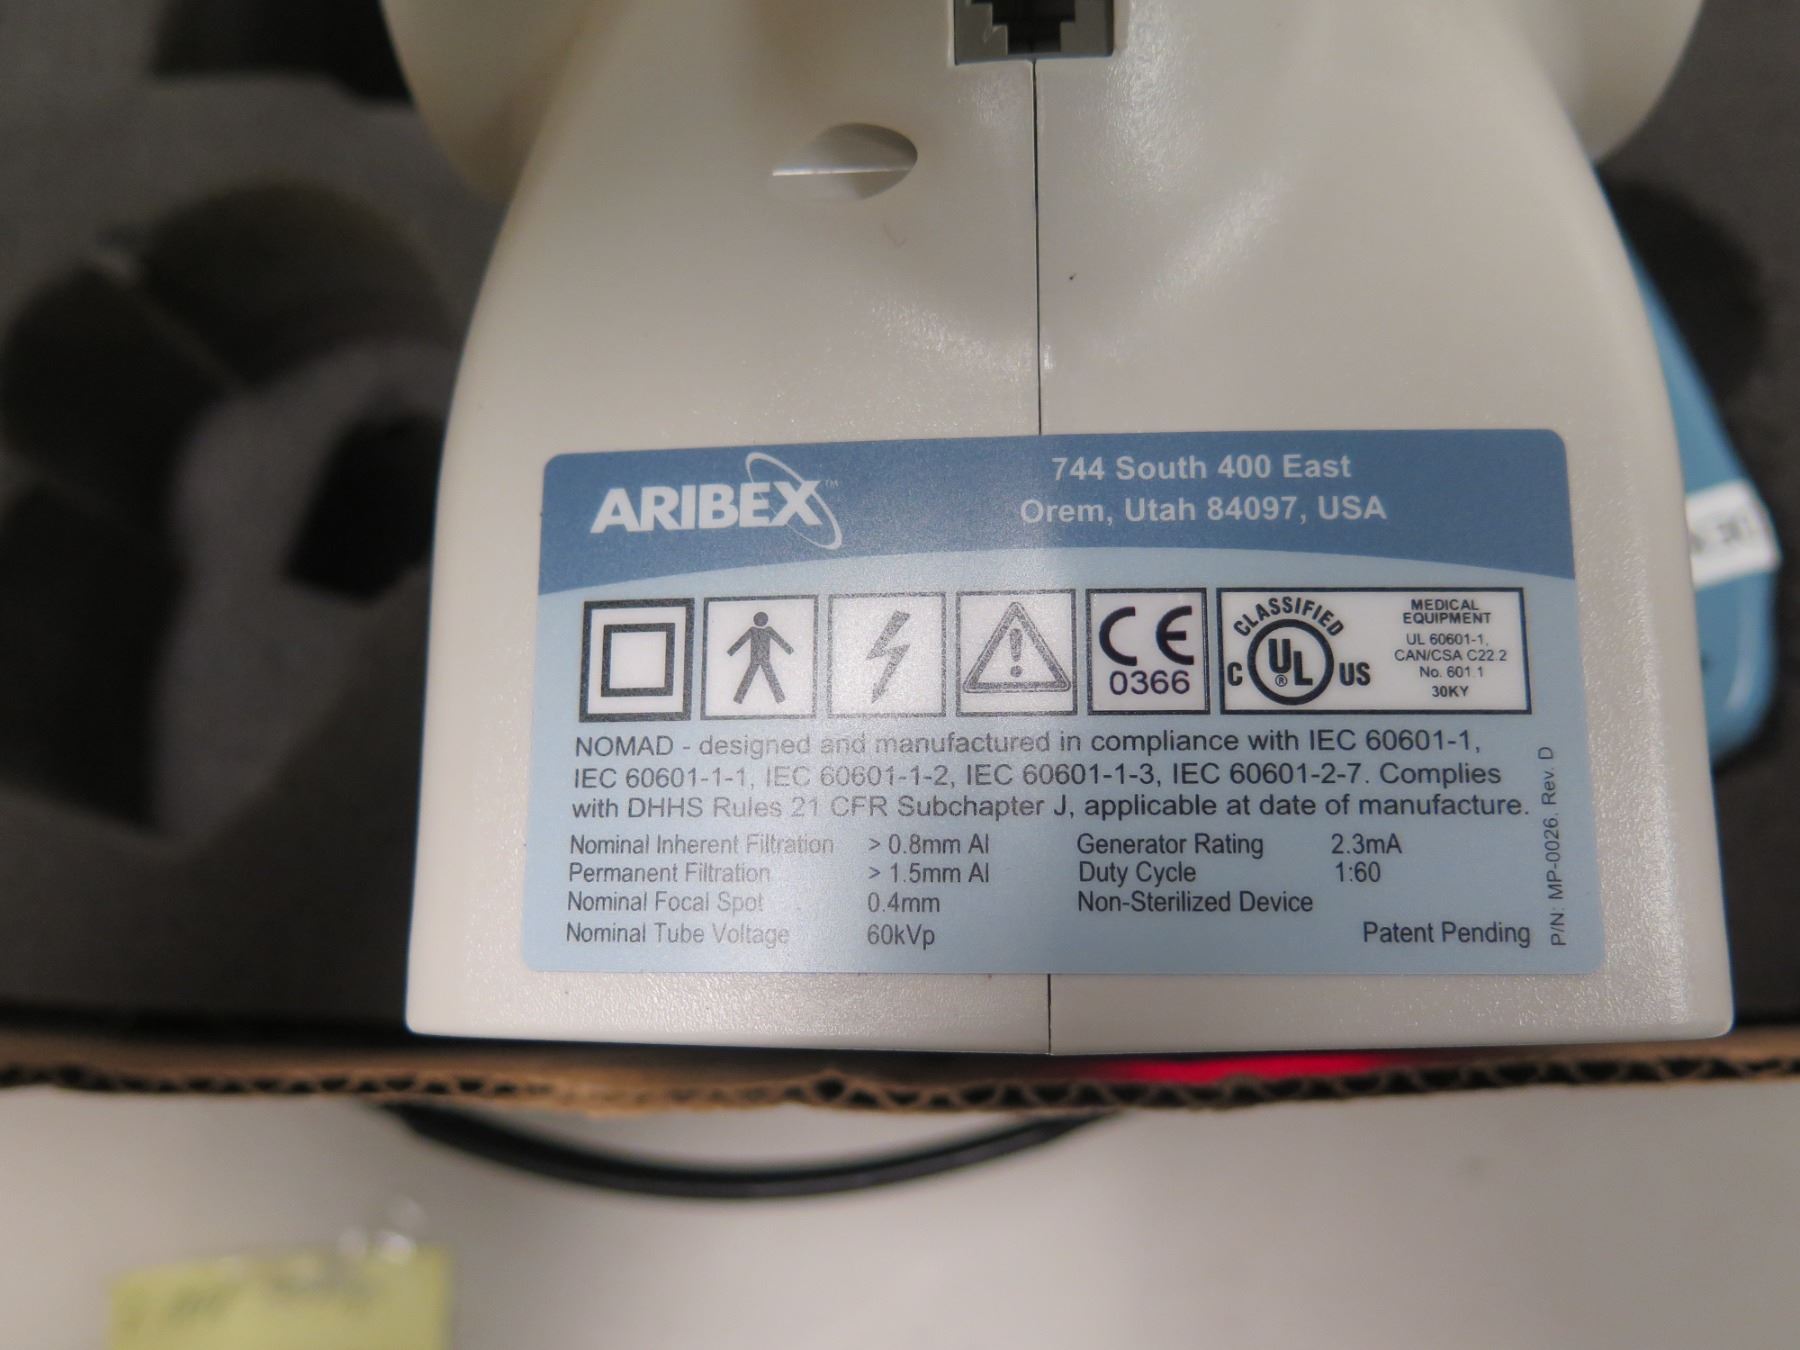 ARIBEX™
744 South 400 East
Orem, Utah 84097, USA
CE
0366
CLASSIFIED
C UL® US
MEDICAL
EQUIPMENT
UL 60601-1,
CAN/CSA C22.2
No. 601.1
30KY
NOMAD - designed and manufactured in compliance with IEC 60601-1,
IEC 60601-1-1, IEC 60601-1-2, IEC 60601-1-3, IEC 60601-2-7. Complies
with DHHS Rules 21 CFR Subchapter J, applicable at date of manufacture.
Nominal Inherent Filtration > 0.8mm Al Generator Rating 2.3mA
Permanent Filtration > 1.5mm Al Duty Cycle 1:60
Nominal Focal Spot 0.4mm Non-Sterilized Device
Nominal Tube Voltage 60kVp Patent Pending
P/N: MP-0026. Rev. D